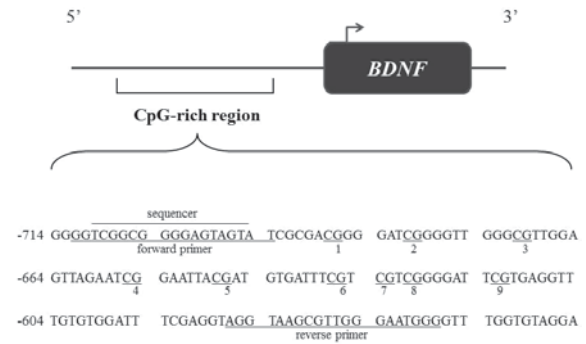 5’ 3’
BDNF
CpG-rich region
sequencer
-714 GGGGTCGGCG GGGAGTAGTA TCGCGACGGG GATCGGGGTT GGGCGTTGGA
forward primer 1 2 3
-664 GTTAGAATCG GAATTACGAT GTGATTTCGT CGTCGGGGAT TCGTGAGGTT
4 5 6 7 8 9
-604 TGTGTGGATT TCGAGGTAGG TAAGCGTTGG GAATGGGGTT TGGTGTAGGA
reverse primer